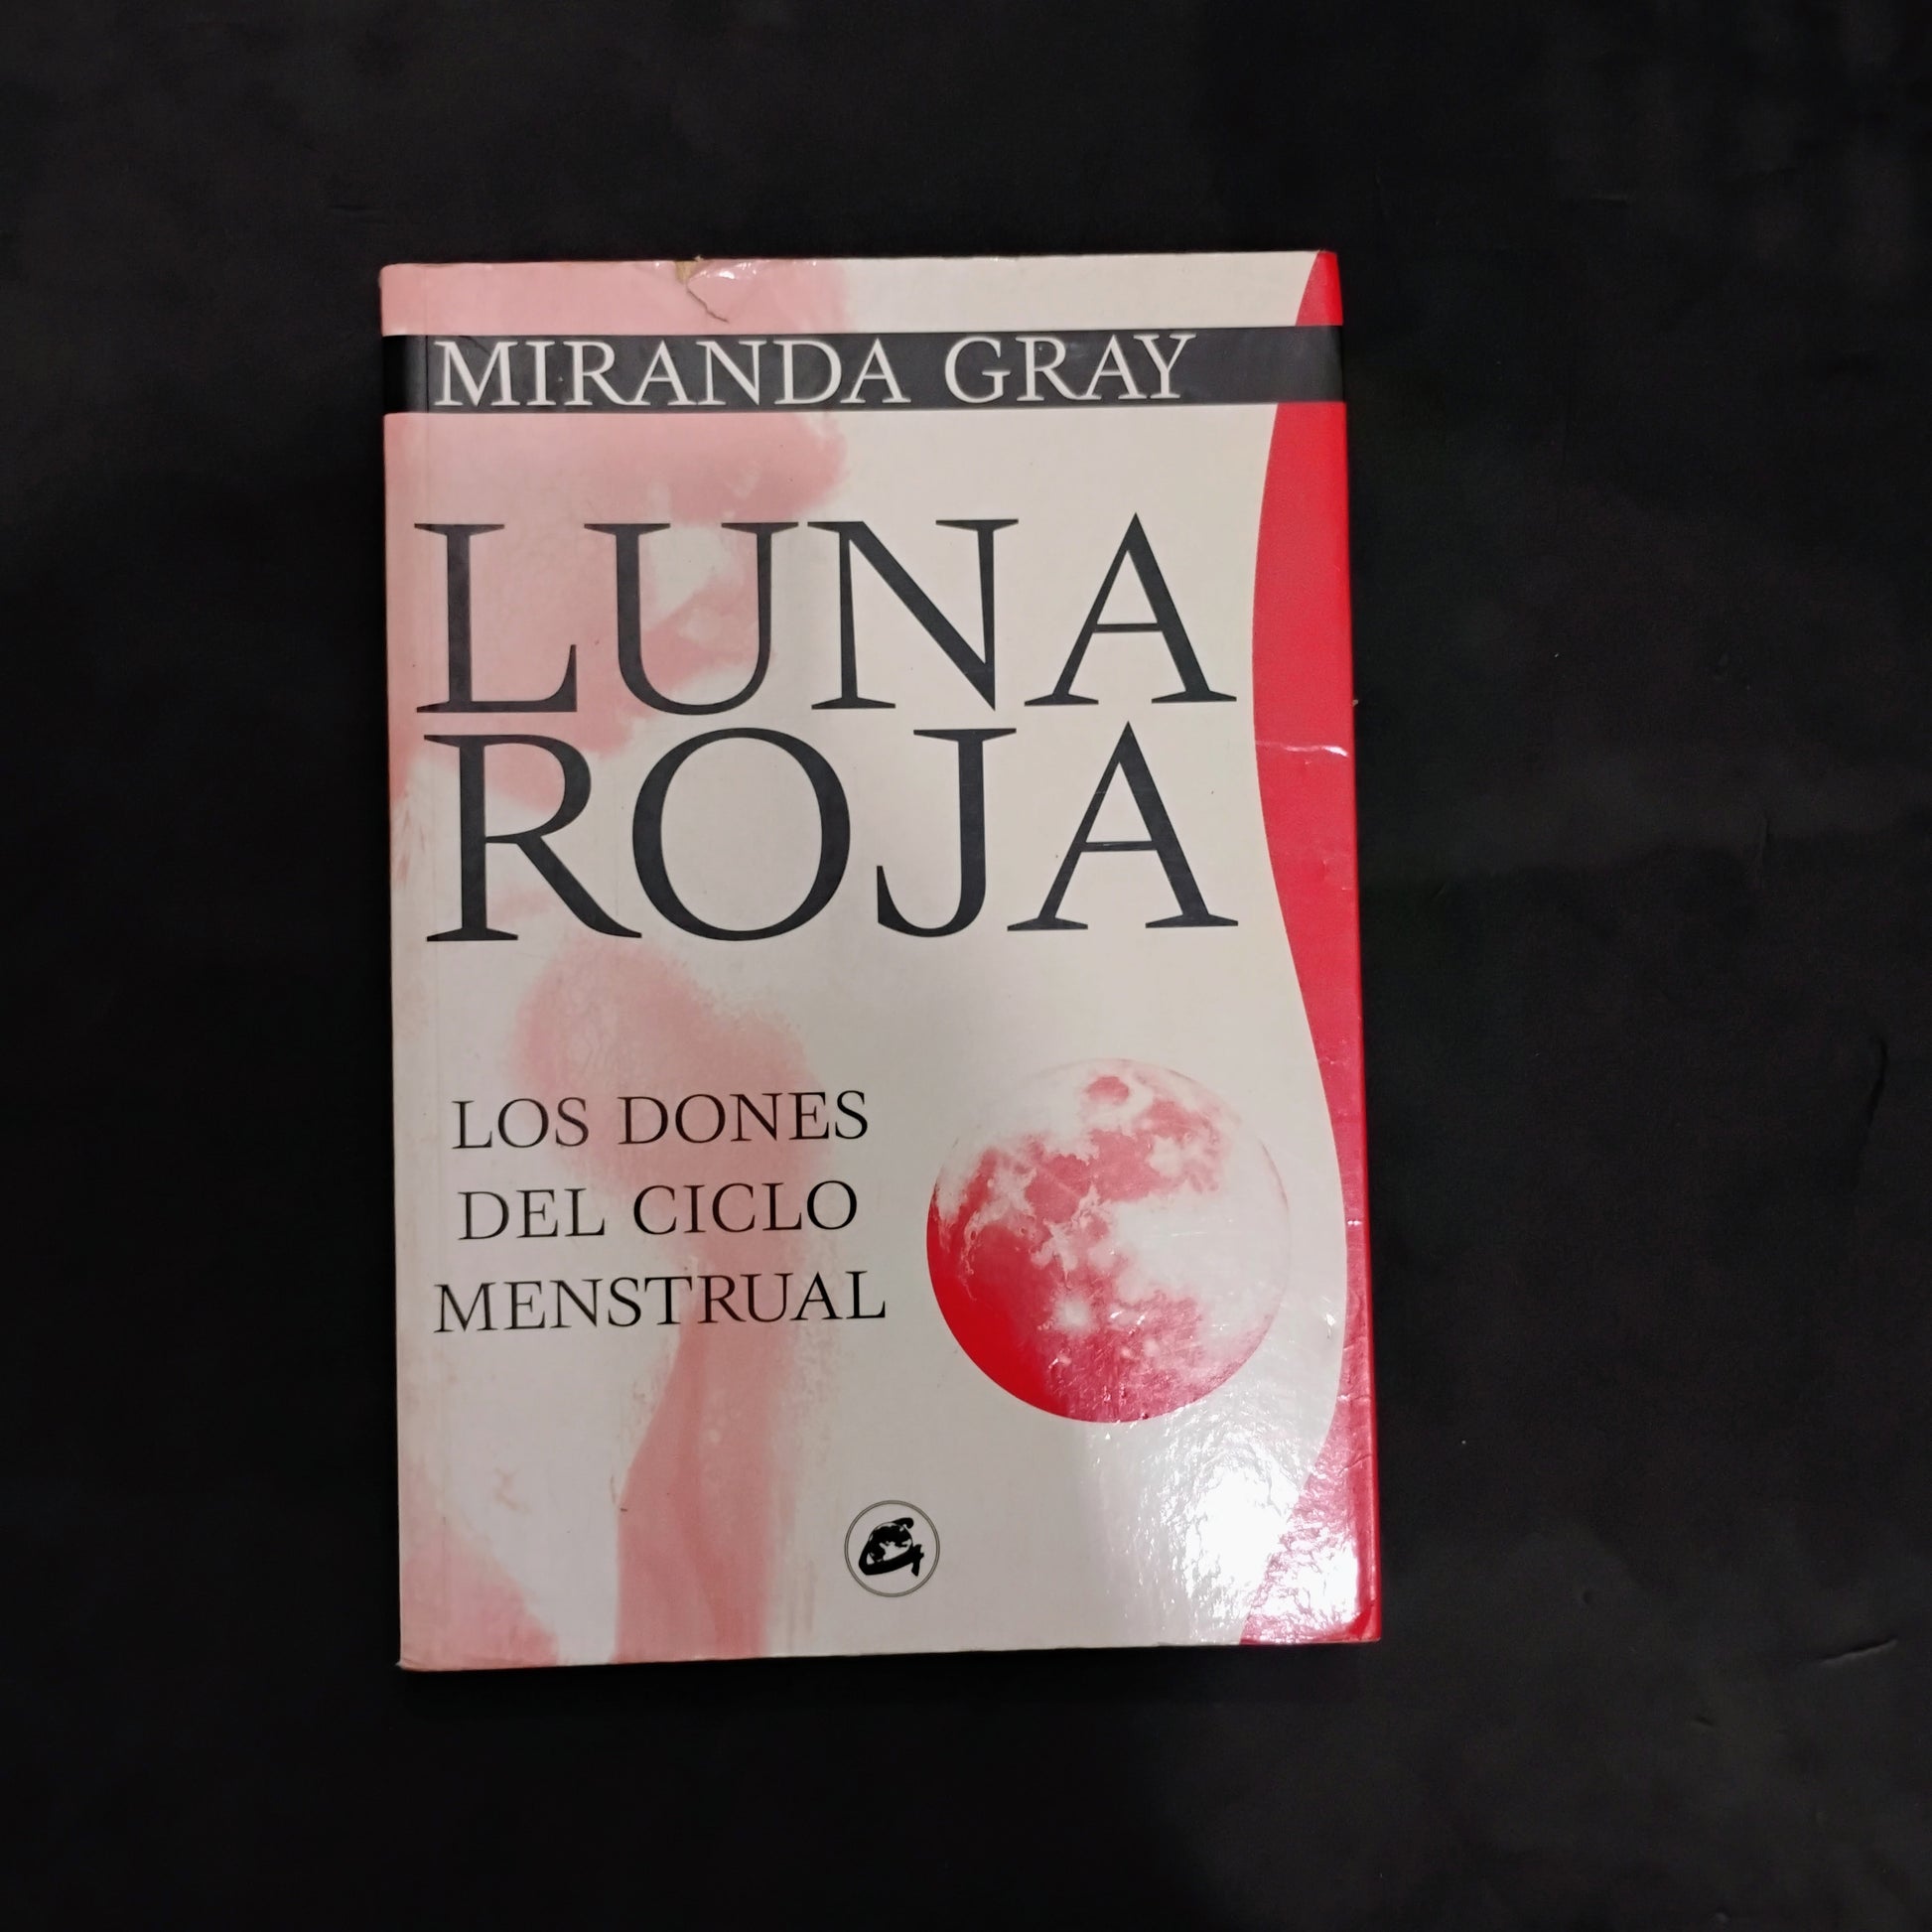 MIRANDA GRAY
LUNA
ROJA
LOS DONES
DEL CICLO
MENSTRUAL